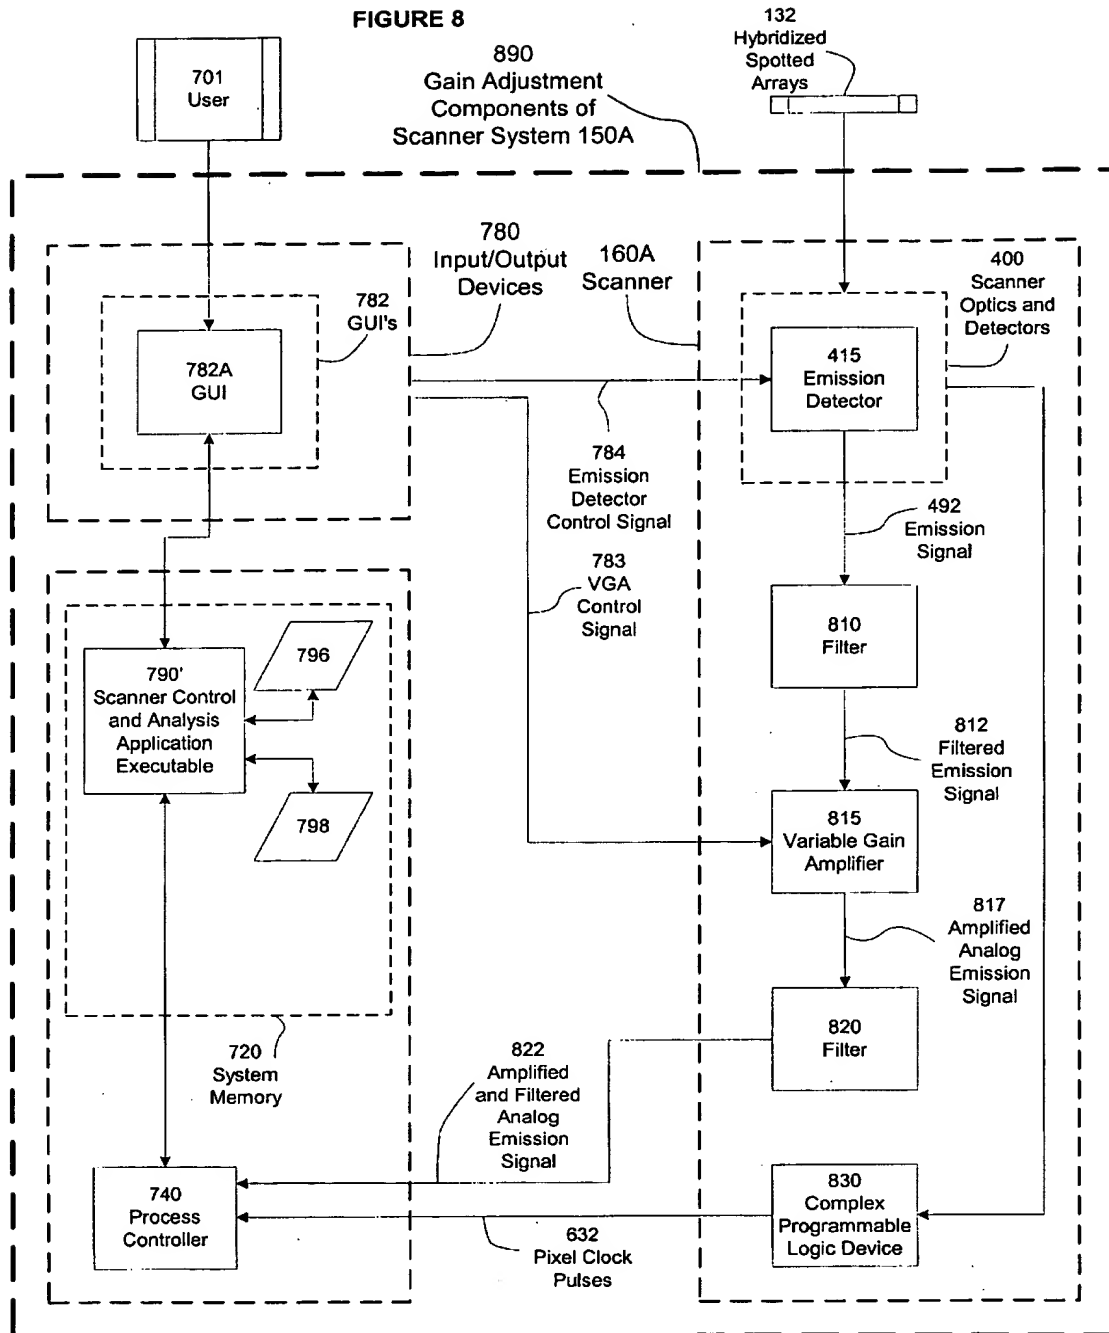 FIGURE 8
132
Hybridized
Spotted
Arrays
890
Gain Adjustment
Components of
Scanner System 150A
701
User
780
Input/Output
Devices
160A
Scanner
400
Scanner
Optics and
Detectors
782
GUI's
782A
GUI
415
Emission
Detector
784
Emission
Detector
Control Signal
492
Emission
Signal
783
VGA
Control
Signal
810
Filter
790'
Scanner Control
and Analysis
Application
Executable
796
798
812
Filtered
Emission
Signal
815
Variable Gain
Amplifier
817
Amplified
Analog
Emission
Signal
820
Filter
720
System
Memory
822
Amplified
and Filtered
Analog
Emission
Signal
740
Process
Controller
830
Complex
Programmable
Logic Device
632
Pixel Clock
Pulses